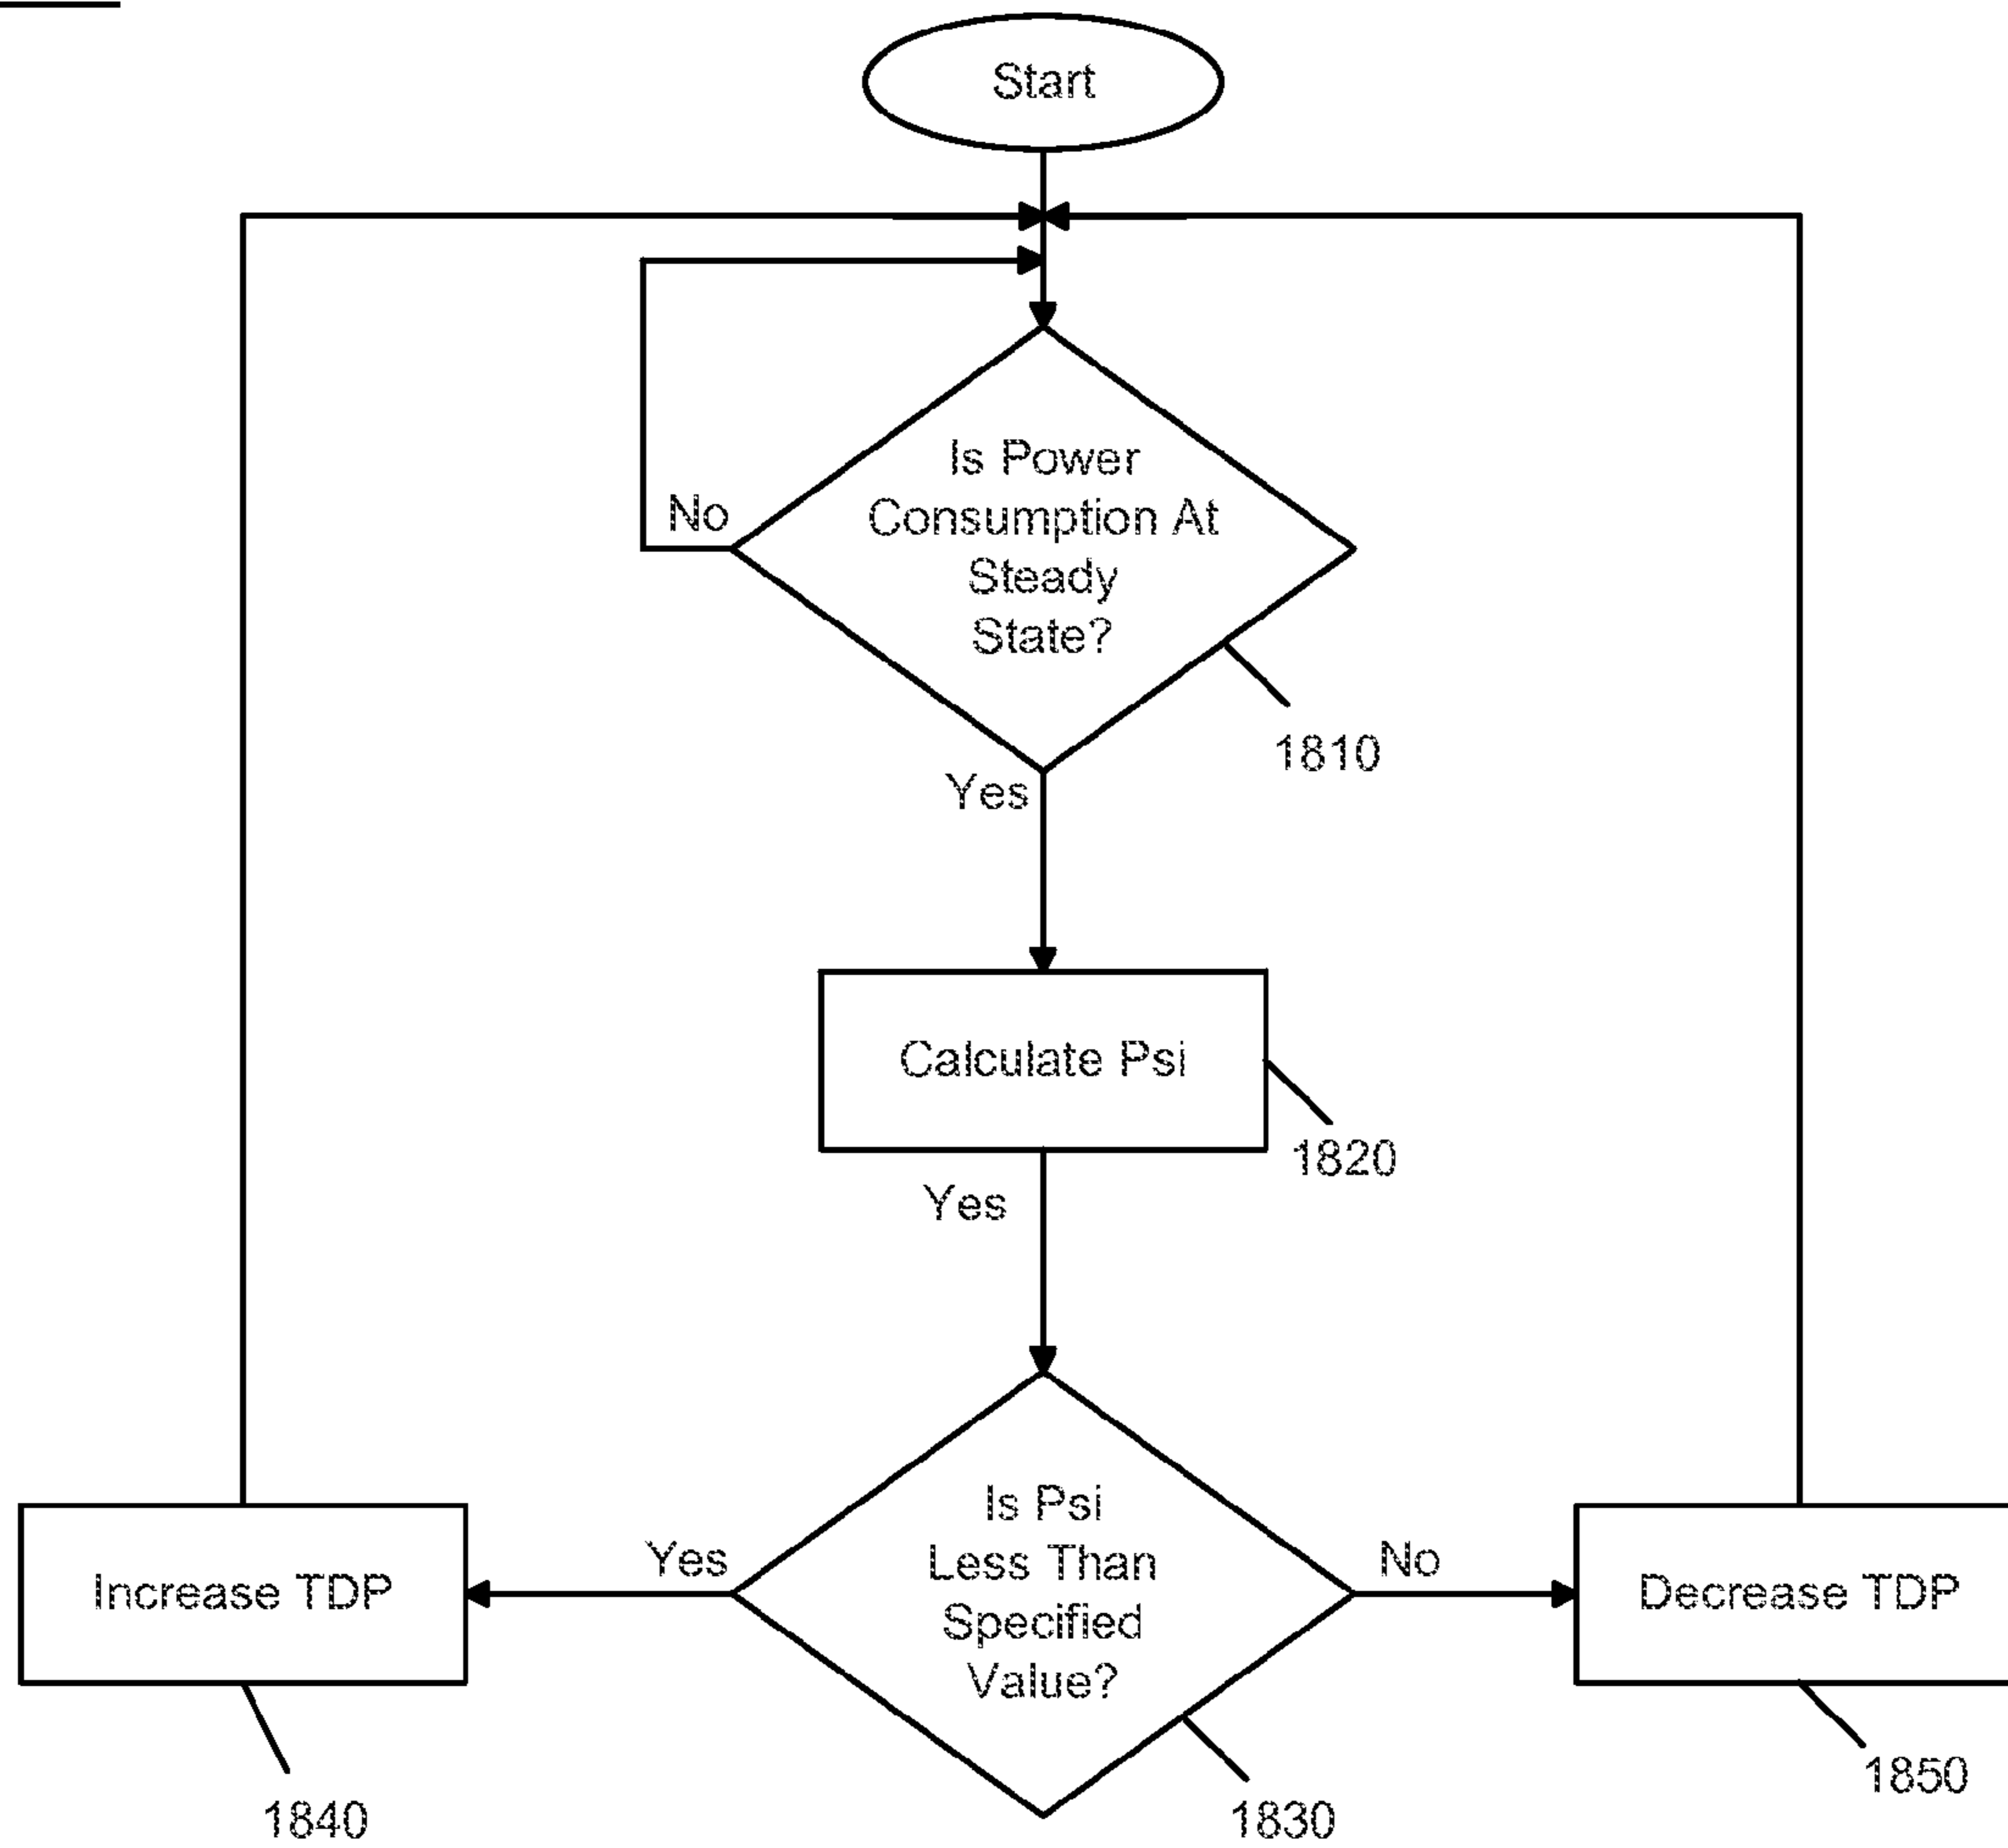 Start
Is Power
Consumption At
Steady
State?
No
1810
Yes
Calculate Psi
1820
Yes
Is Psi
Less Than
Specified
Value?
Yes
No
Increase TDP
Decrease TDP
1840
1830
1850